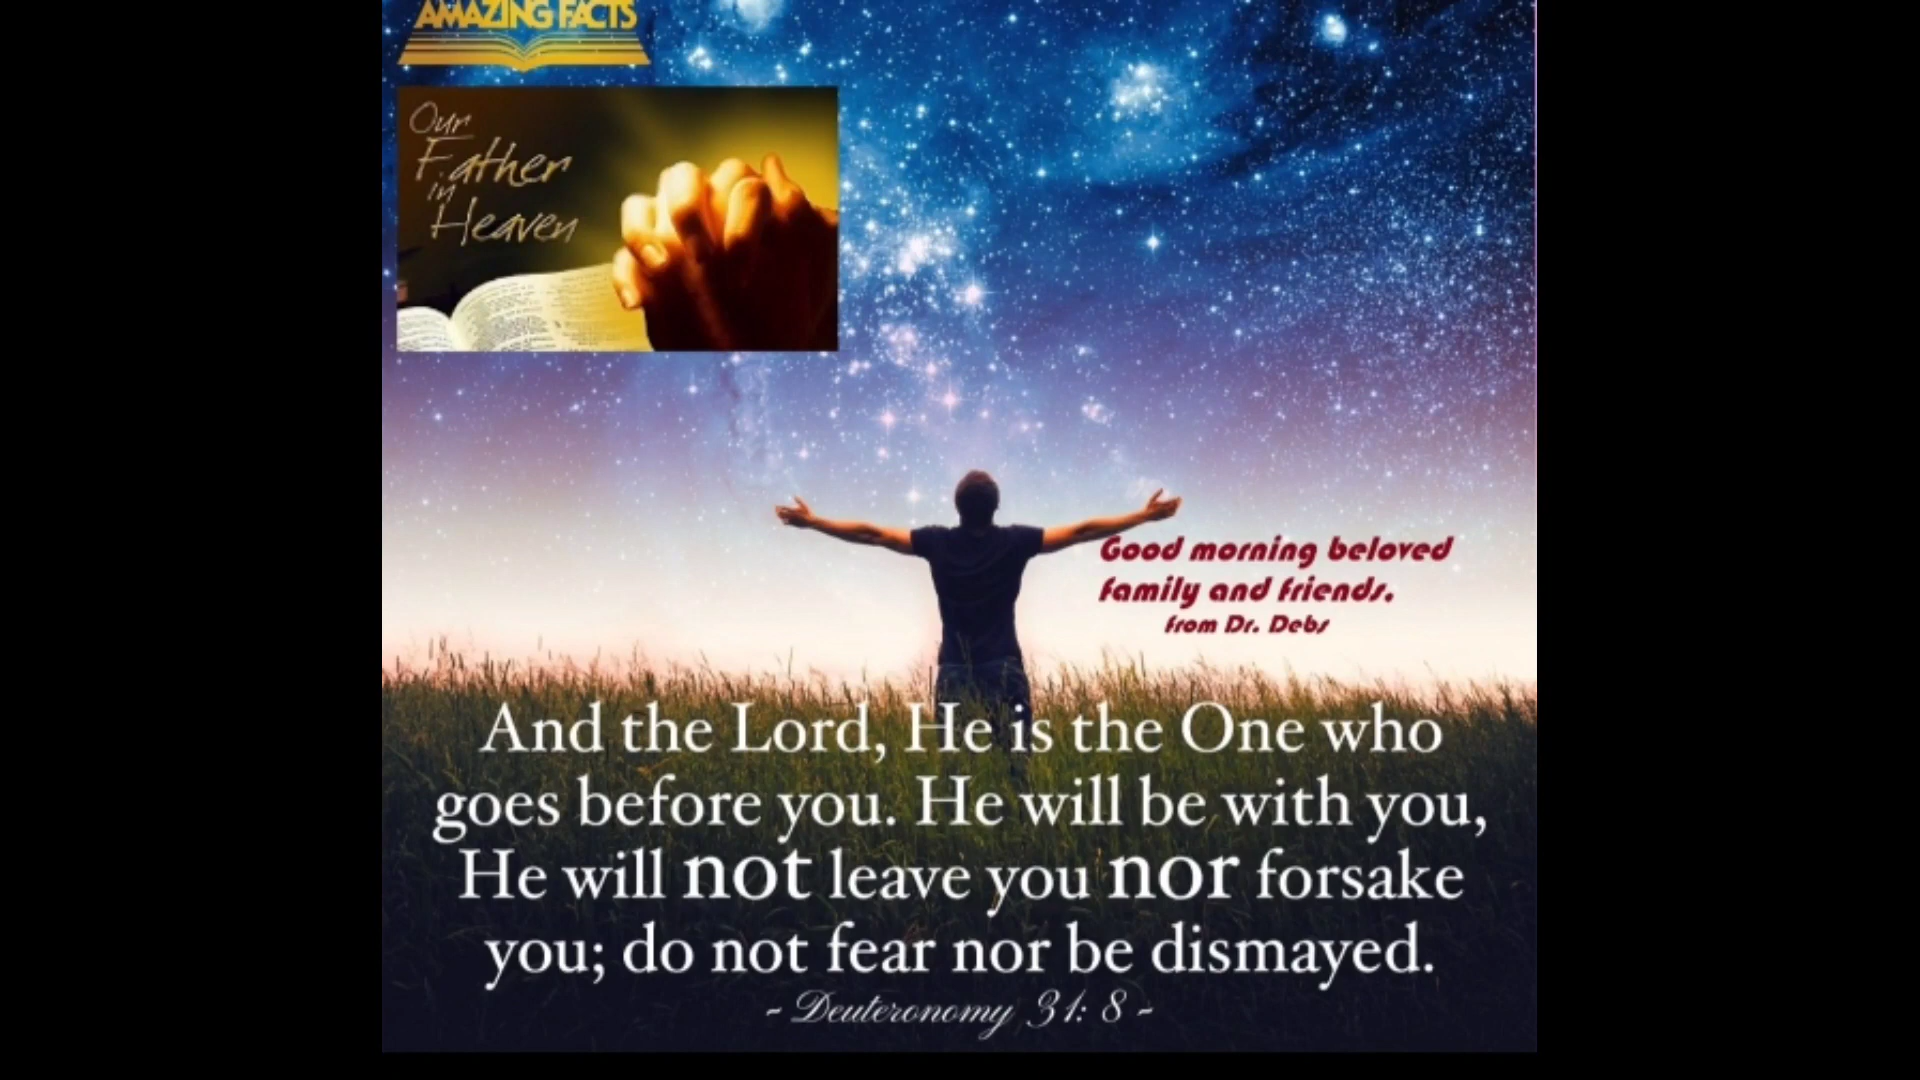 AMAZING FACTS
Our
Father
in
Heaven
Good morning beloved
family and friends.
from Dr. Debs
And the Lord, He is the One who
goes before you. He will be with you,
He will not leave you nor forsake
you; do not fear nor be dismayed.
~ Deuteronomy 31: 8 ~